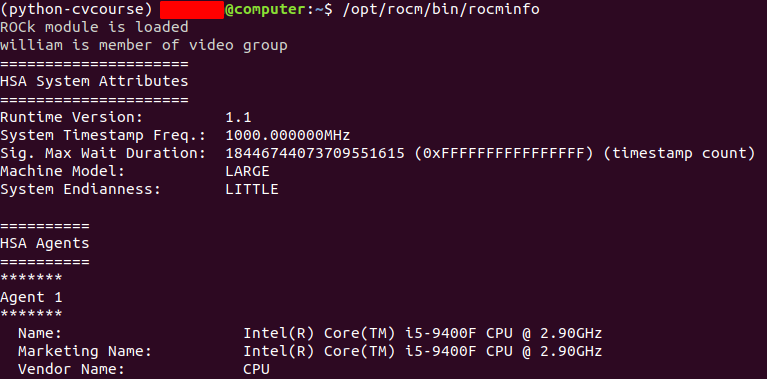 (python-cvcourse) @computer:~$ /opt/rocm/bin/rocminfo
ROCk module is loaded
william is member of video group
=====================
HSA System Attributes
=====================
Runtime Version: 1.1
System Timestamp Freq.: 1000.000000MHz
Sig. Max Wait Duration: 18446744073709551615 (0xFFFFFFFFFFFFFFFF) (timestamp count)
Machine Model: LARGE
System Endianness: LITTLE
==========
HSA Agents
==========
*******
Agent 1
*******
Name: Intel(R) Core(TM) i5-9400F CPU @ 2.90GHz
Marketing Name: Intel(R) Core(TM) i5-9400F CPU @ 2.90GHz
Vendor Name: CPU